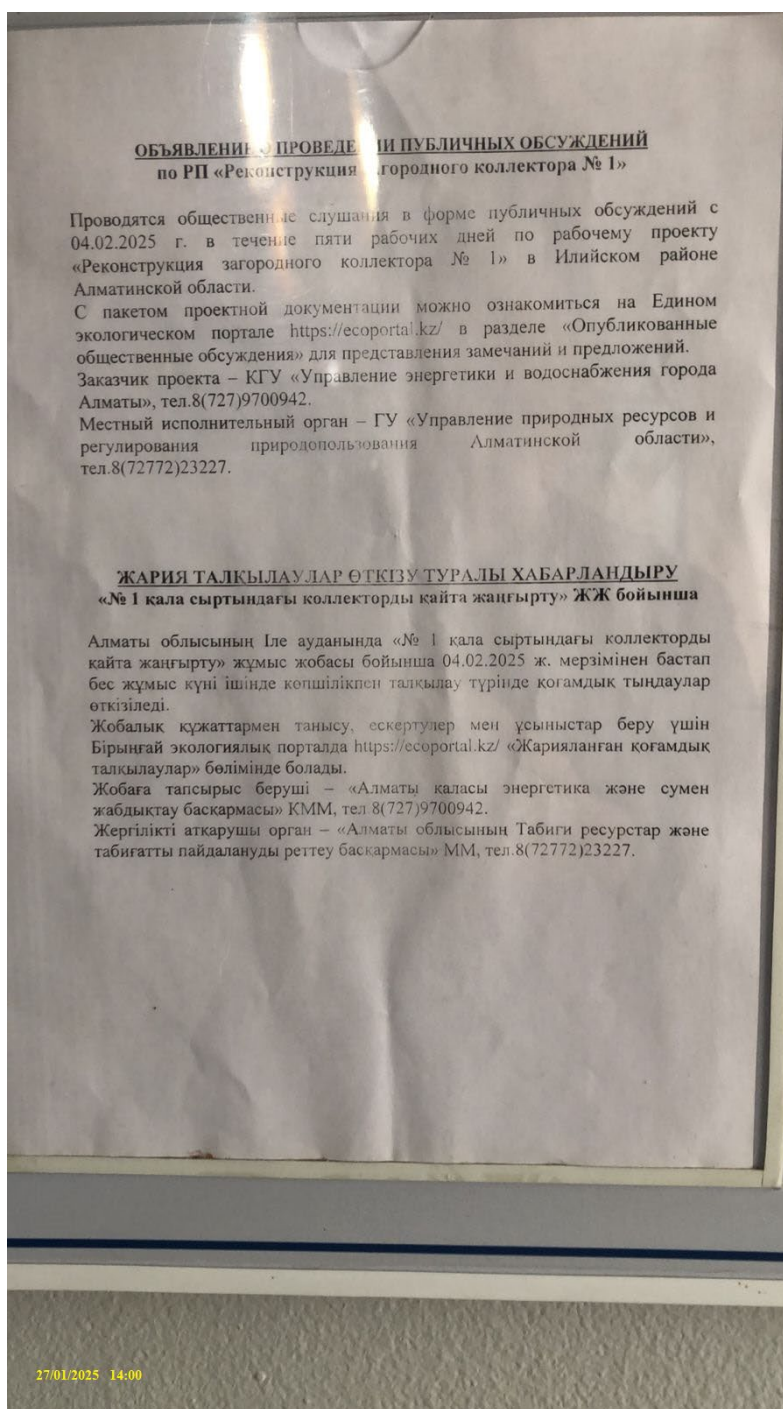 ОБЪЯВЛЕНИЕ О ПРОВЕДЕНИИ ПУБЛИЧНЫХ ОБСУЖДЕНИЙ
по РП «Реконструкция загородного коллектора № 1»
Проводятся общественные слушания в форме публичных обсуждений с
04.02.2025 г. в течение пяти рабочих дней по рабочему проекту
«Реконструкция загородного коллектора № 1» в Илийском районе
Алматинской области.
С пакетом проектной документации можно ознакомиться на Едином
экологическом портале https://ecoportal.kz/ в разделе «Опубликованные
общественные обсуждения» для представления замечаний и предложений.
Заказчик проекта – КГУ «Управление энергетики и водоснабжения города
Алматы», тел.8(727)9700942.
Местный исполнительный орган – ГУ «Управление природных ресурсов и
регулирования природопользования Алматинской области»,
тел.8(72772)23227.
ЖАРИЯ ТАЛҚЫЛАУЛАР ӨТКІЗУ ТУРАЛЫ ХАБАРЛАНДЫРУ
«№ 1 қала сыртындағы коллекторды қайта жаңғырту» ЖЖ бойынша
Алматы облысының Іле ауданында «№ 1 қала сыртындағы коллекторды
қайта жаңғырту» жұмыс жобасы бойынша 04.02.2025 ж. мерзімінен бастап
бес жұмыс күні ішінде көпшілікпен талқылау түрінде қоғамдық тыңдаулар
өткізіледі.
Жобалық құжаттармен танысу, ескертулер мен ұсыныстар беру үшін
Бірыңғай экологиялық порталда https://ecoportal.kz/ «Жарияланған қоғамдық
талқылаулар» бөлімінде болады.
Жобаға тапсырыс беруші – «Алматы қаласы энергетика және сумен
жабдықтау басқармасы» КММ, тел 8(727)9700942.
Жергілікті атқарушы орган – «Алматы облысының Табиғи ресурстар және
табиғатты пайдалануды реттеу басқармасы» ММ, тел.8(72772)23227.
27/01/2025 14:00